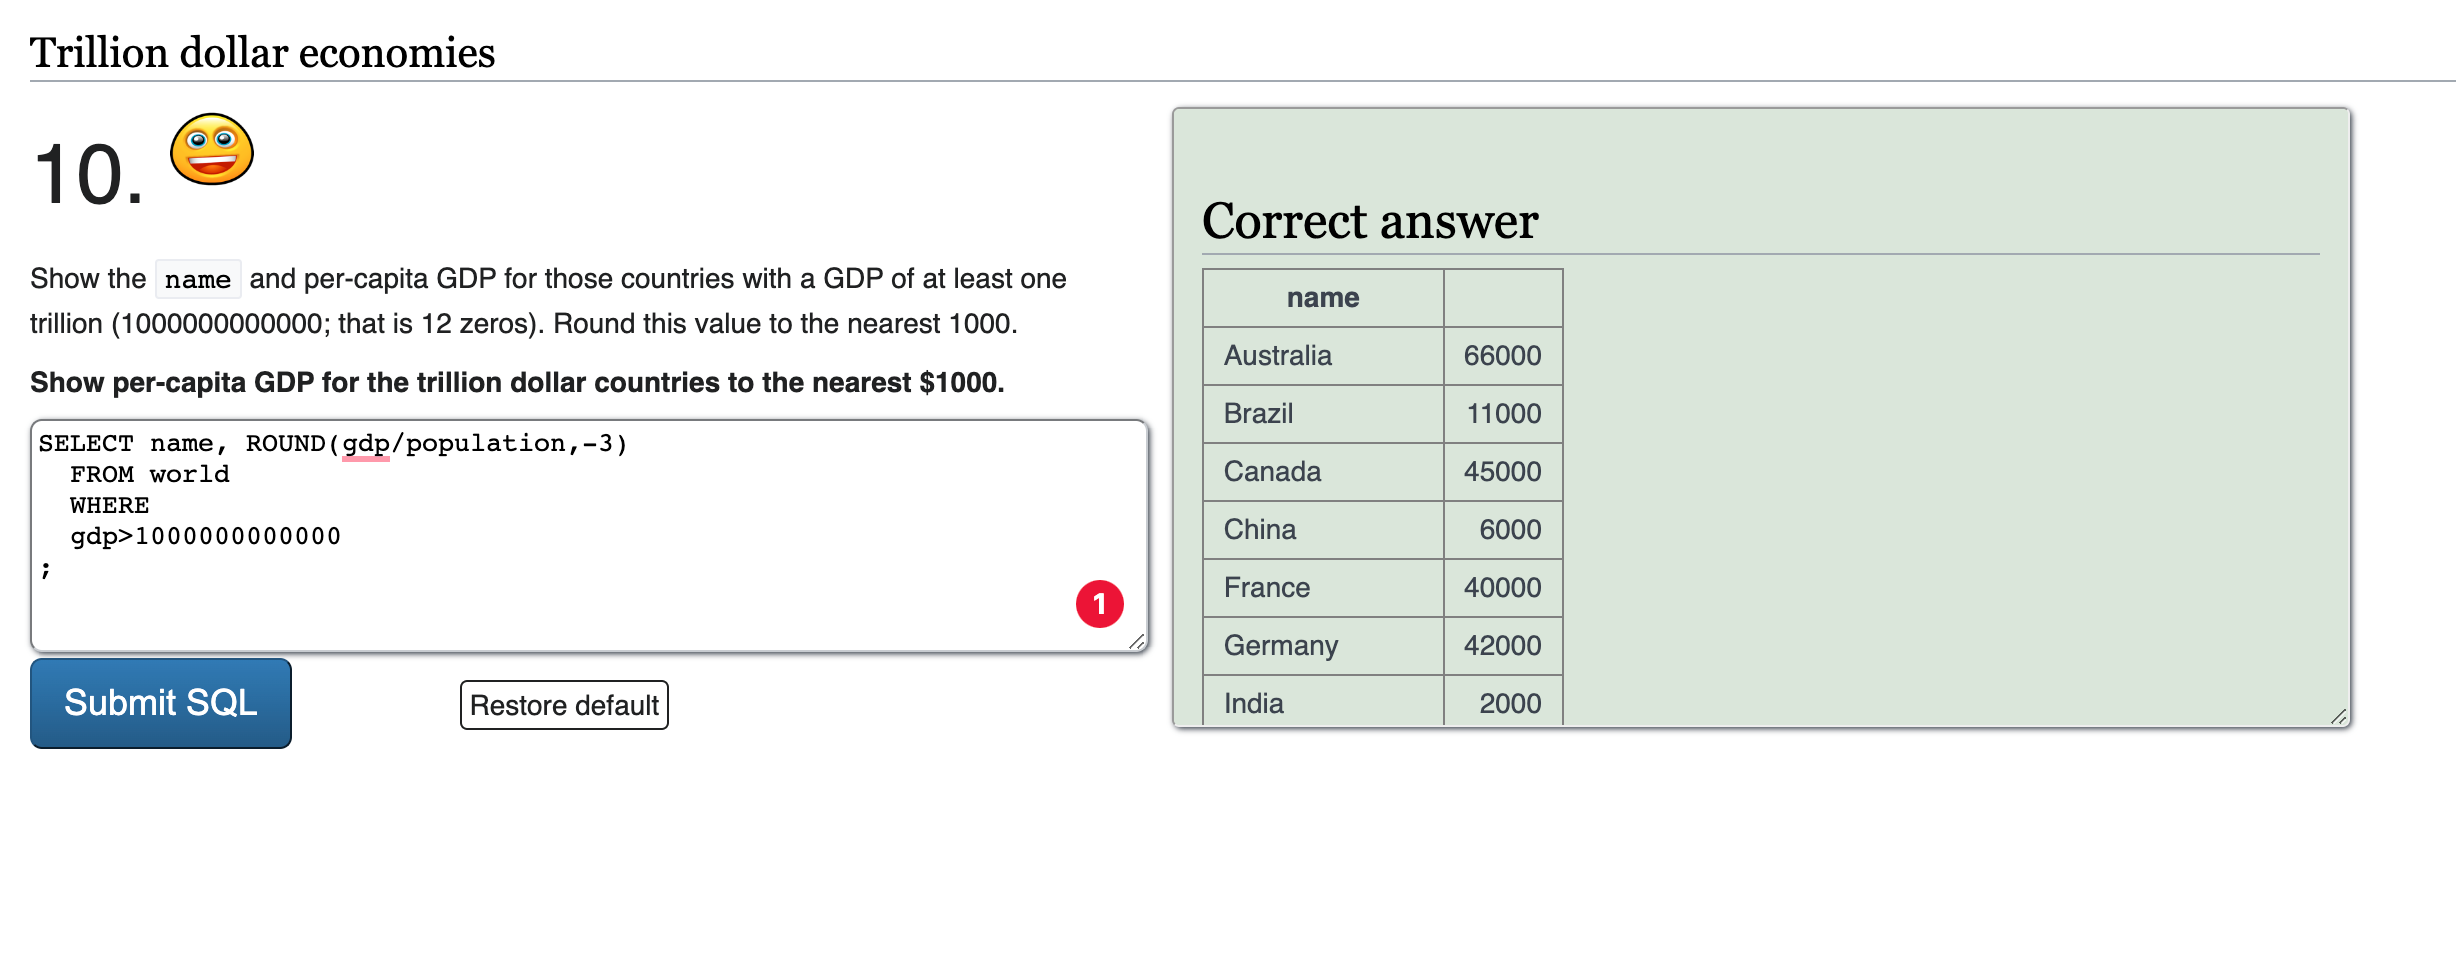 Trillion dollar economies
10.
Show the name and per-capita GDP for those countries with a GDP of at least one
trillion (1000000000000; that is 12 zeros). Round this value to the nearest 1000.
Show per-capita GDP for the trillion dollar countries to the nearest $1000.
SELECT name, ROUND(gdp/population,-3)
FROM world
WHERE
gdp>1000000000000
;
1
Submit SQL
Restore default
Correct answer
name
Australia 66000
Brazil 11000
Canada 45000
China 6000
France 40000
Germany 42000
India 2000